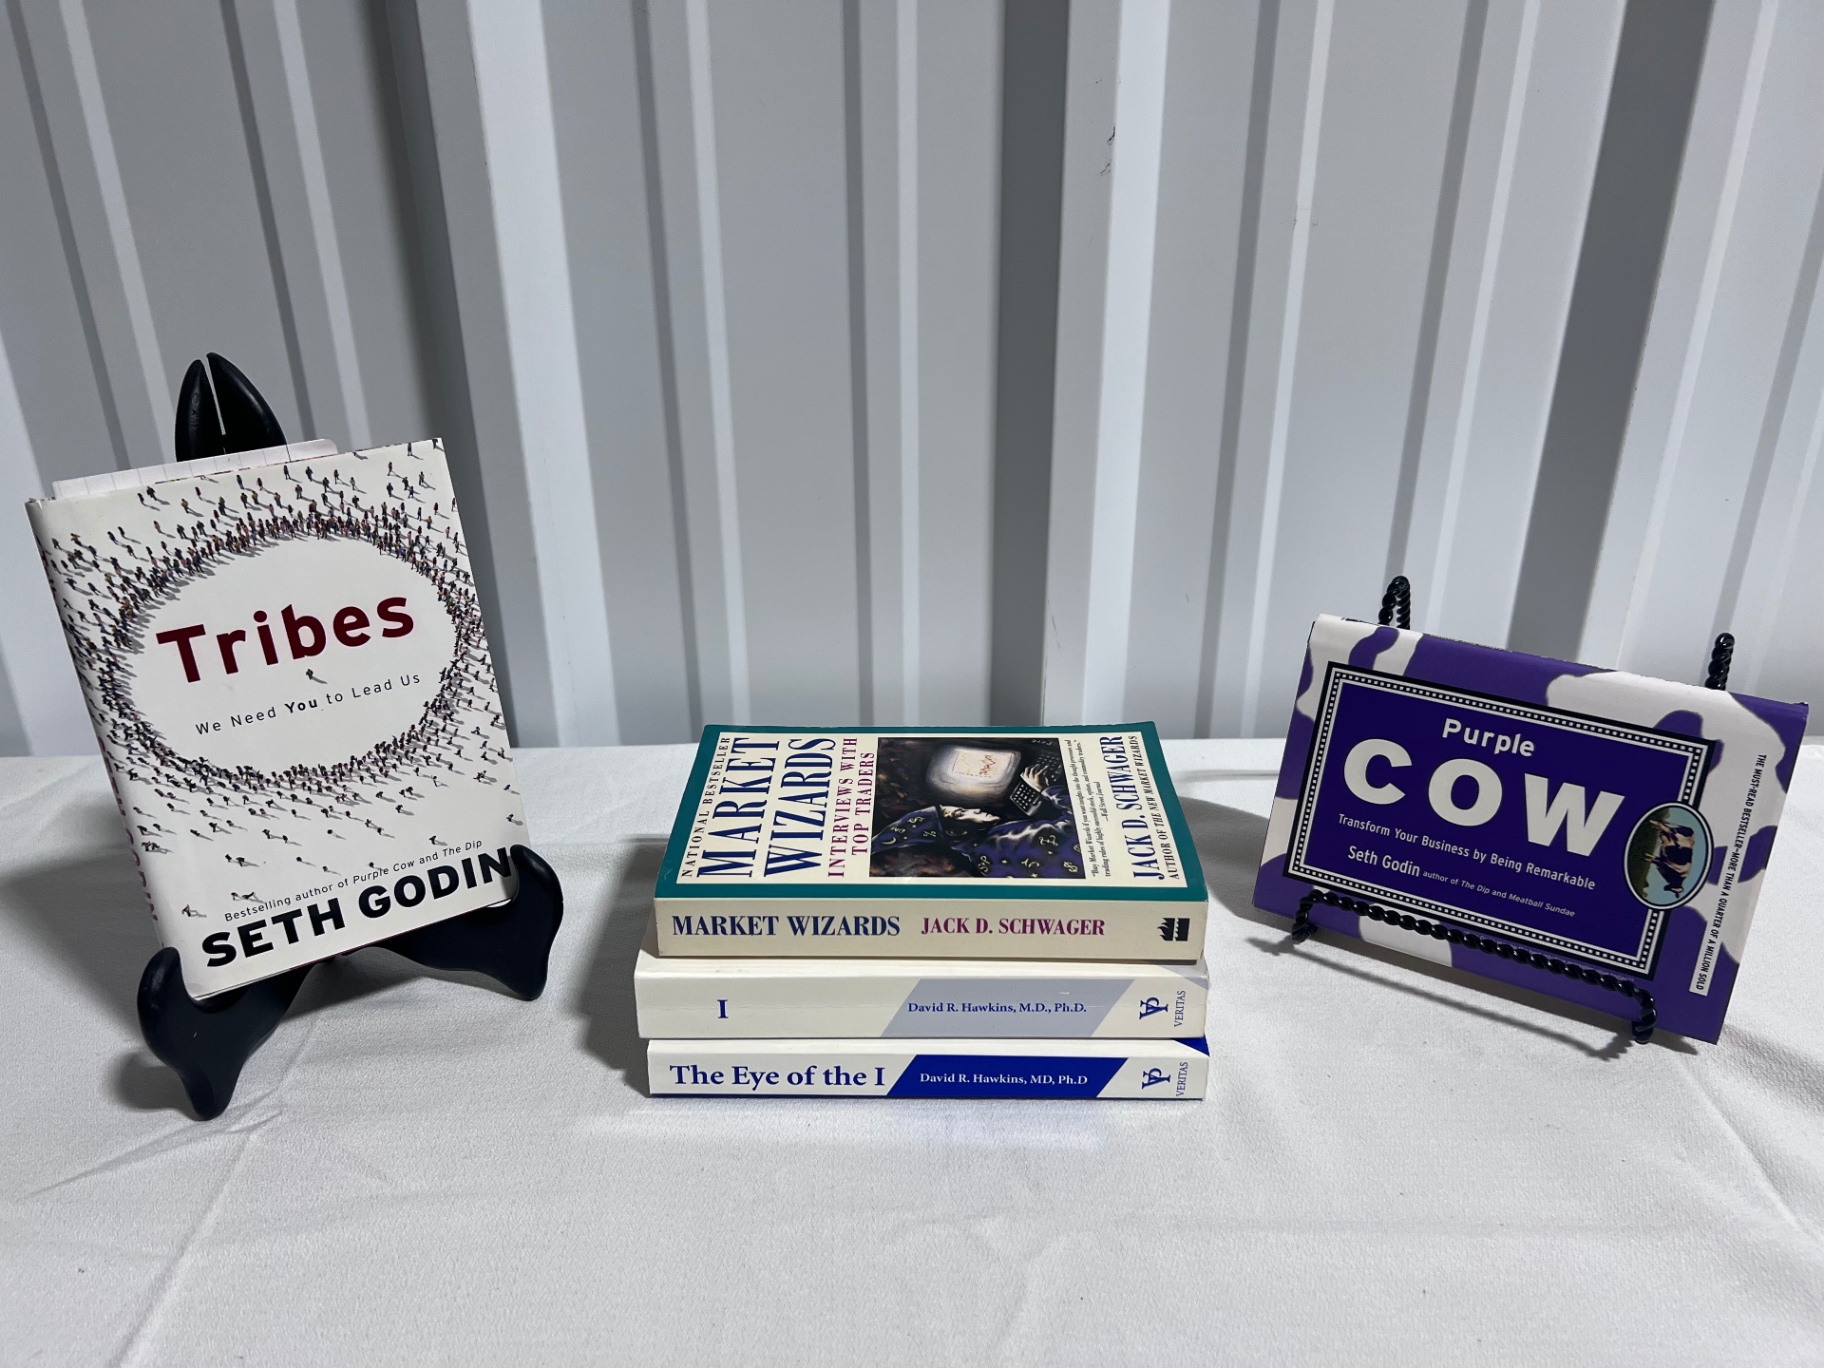 Tribes
We Need You to Lead Us
Bestselling author of Purple Cow and The Dip
SETH GODIN
NATIONAL BESTSELLER
MARKET
WIZARDS
INTERVIEWS WITH
TOP TRADERS
JACK D. SCHWAGER
AUTHOR OF THE NEW MARKET WIZARDS
MARKET WIZARDS JACK D. SCHWAGER
I David R. Hawkins, M.D., Ph.D. VERITAS
The Eye of the I David R. Hawkins, MD, Ph.D VERITAS
Purple
COW
Transform Your Business by Being Remarkable
Seth Godin author of The Dip and Meatball Sundae
THE MUST-READ BESTSELLER—MORE THAN A QUARTER OF A MILLION SOLD